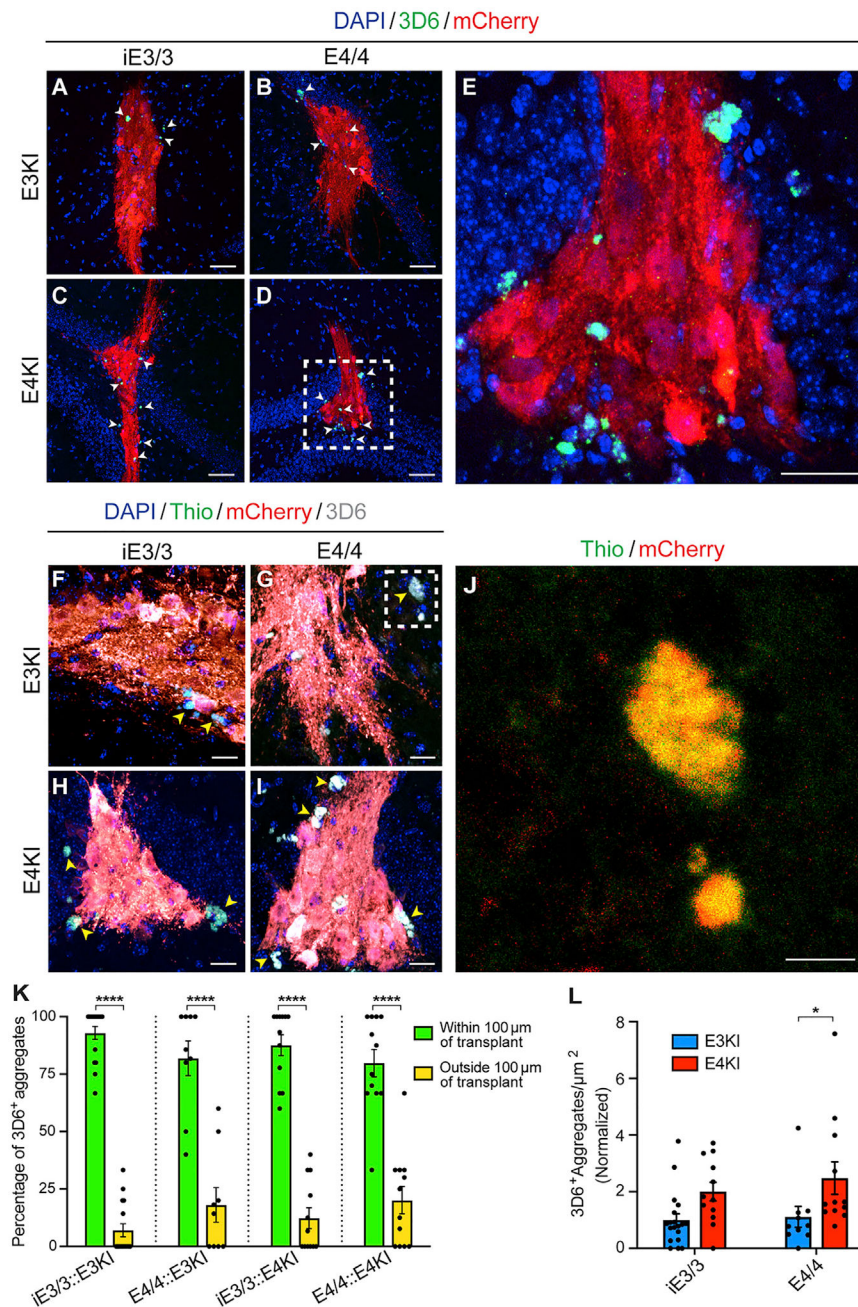 DAPI / 3D6 / mCherry
iE3/3
E4/4
E3KI
E4KI
A
B
C
D
E
DAPI / Thio / mCherry / 3D6
iE3/3
E4/4
Thio / mCherry
E3KI
E4KI
F
G
H
I
J
K
Percentage of 3D6⁺ aggregates
100
75
50
25
0
****
****
****
****
iE3/3::E3KI
E4/4::E3KI
iE3/3::E4KI
E4/4::E4KI
Within 100 μm
of transplant
Outside 100 μm
of transplant
L
3D6⁺Aggregates/μm²
(Normalized)
8
6
4
2
0
E3KI
E4KI
*
iE3/3
E4/4